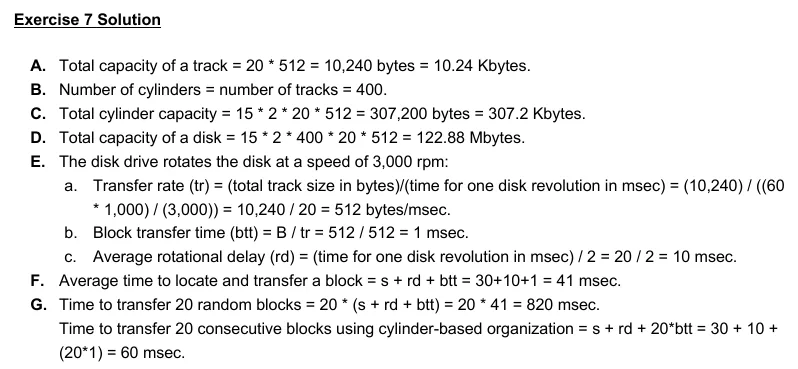 Exercise 7 Solution
A. Total capacity of a track = 20 * 512 = 10,240 bytes = 10.24 Kbytes.
B. Number of cylinders = number of tracks = 400.
C. Total cylinder capacity = 15 * 2 * 20 * 512 = 307,200 bytes = 307.2 Kbytes.
D. Total capacity of a disk = 15 * 2 * 400 * 20 * 512 = 122.88 Mbytes.
E. The disk drive rotates the disk at a speed of 3,000 rpm:
a. Transfer rate (tr) = (total track size in bytes)/(time for one disk revolution in msec) = (10,240) / ((60
* 1,000) / (3,000)) = 10,240 / 20 = 512 bytes/msec.
b. Block transfer time (btt) = B / tr = 512 / 512 = 1 msec.
c. Average rotational delay (rd) = (time for one disk revolution in msec) / 2 = 20 / 2 = 10 msec.
F. Average time to locate and transfer a block = s + rd + btt = 30+10+1 = 41 msec.
G. Time to transfer 20 random blocks = 20 * (s + rd + btt) = 20 * 41 = 820 msec.
Time to transfer 20 consecutive blocks using cylinder-based organization = s + rd + 20*btt = 30 + 10 +
(20*1) = 60 msec.